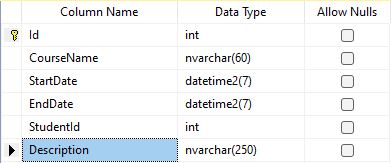 Column Name Data Type Allow Nulls
Id int
CourseName nvarchar(60)
StartDate datetime2(7)
EndDate datetime2(7)
StudentId int
Description nvarchar(250)